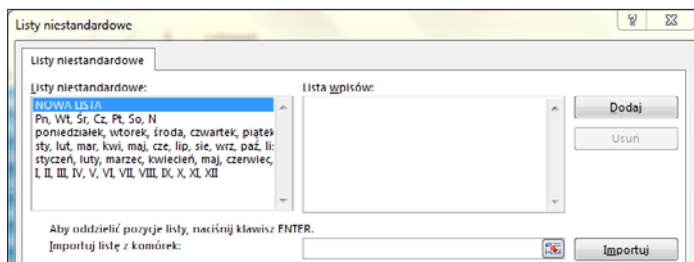 Listy niestandardowe
Listy niestandardowe
Listy niestandardowe:
Lista wpisów:
NOWA LISTA
Pn, Wt, Śr, Cz, Pt, So, N
poniedziałek, wtorek, środa, czwartek, piątek
sty, lut, mar, kwi, maj, cze, lip, sie, wrz, paź, li
styczeń, luty, marzec, kwiecień, maj, czerwiec,
I, II, III, IV, V, VI, VII, VIII, IX, X, XI, XII
Dodaj
Usuń
Aby oddzielić pozycje listy, naciśnij klawisz ENTER.
Importuj listę z komórek:
Importuj